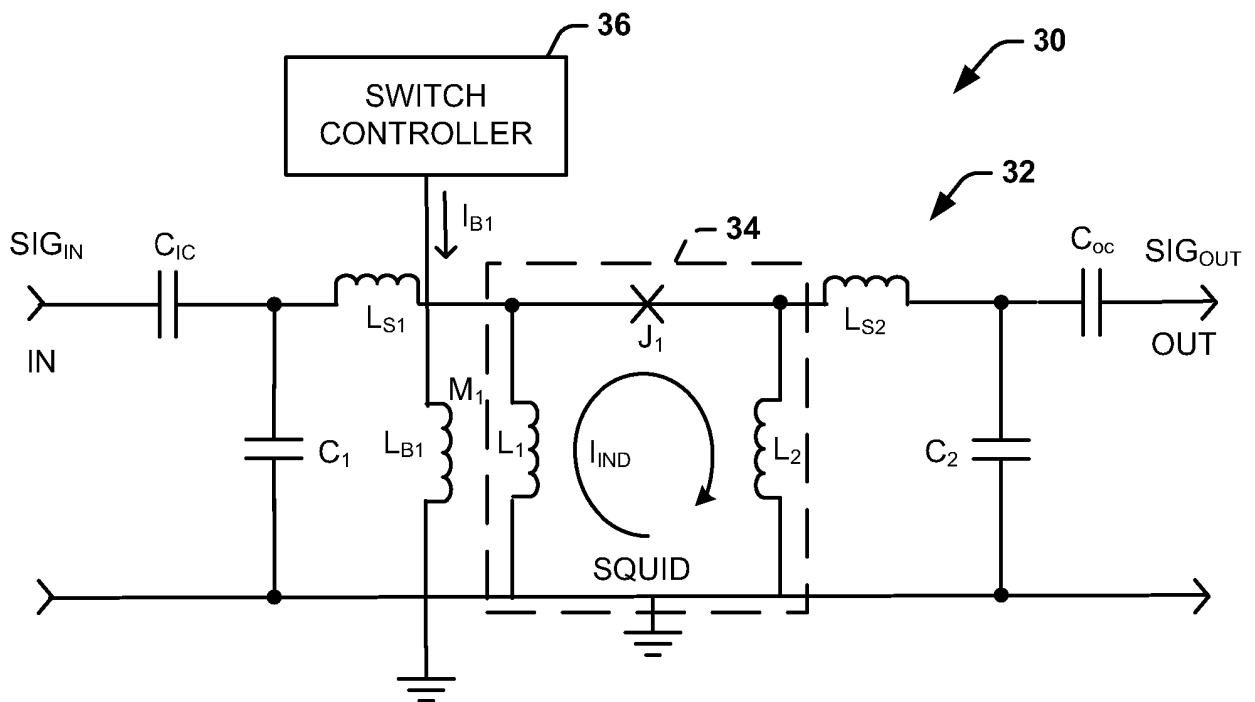 36
30
SWITCH
CONTROLLER
32
I_B1
34
SIG_IN
C_IC
C_oc
SIG_OUT
L_S1
J_1
L_S2
IN
OUT
M_1
C_1
L_B1
L_1
I_IND
L_2
C_2
SQUID